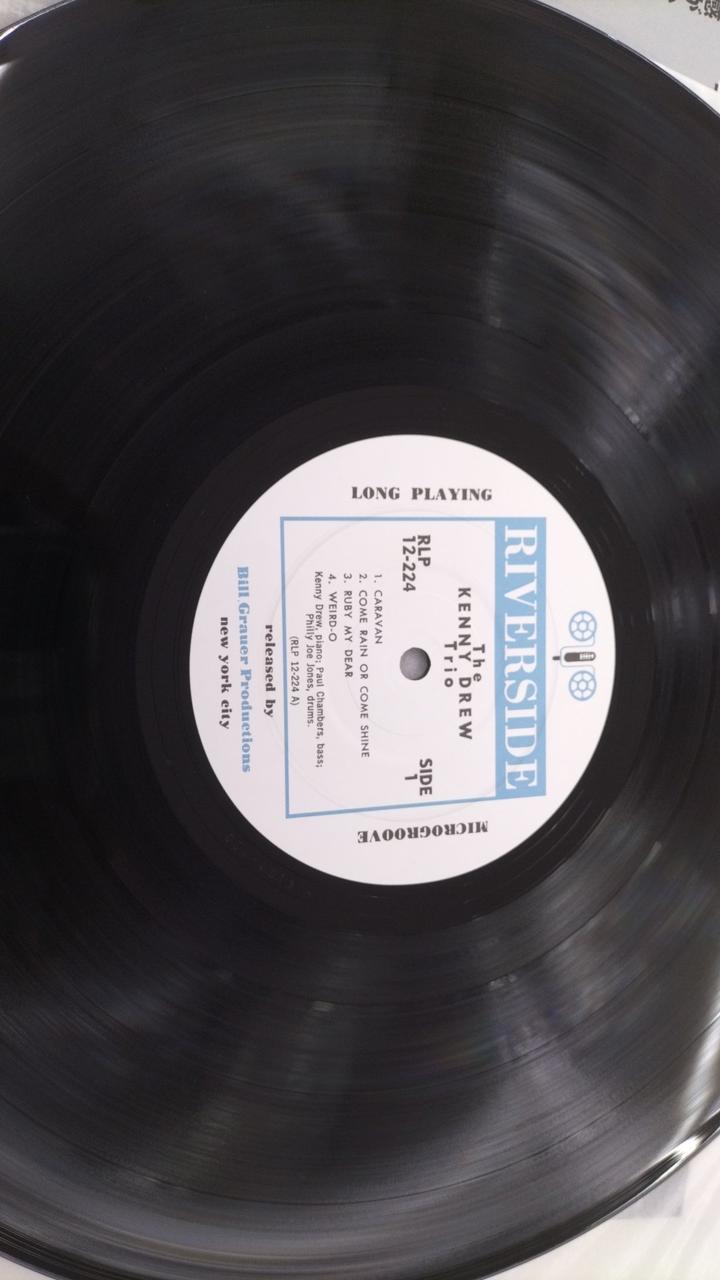 RIVERSIDE
LONG PLAYING
MICROGROOVE
The
KENNY DREW
Trio
RLP
12-224
SIDE
1
1. CARAVAN
2. COME RAIN OR COME SHINE
3. RUBY MY DEAR
4. WEIRD-O
Kenny Drew, piano; Paul Chambers, bass;
Philly Joe Jones, drums.
(RLP 12-224 A)
released by
Bill Grauer Productions
new york city